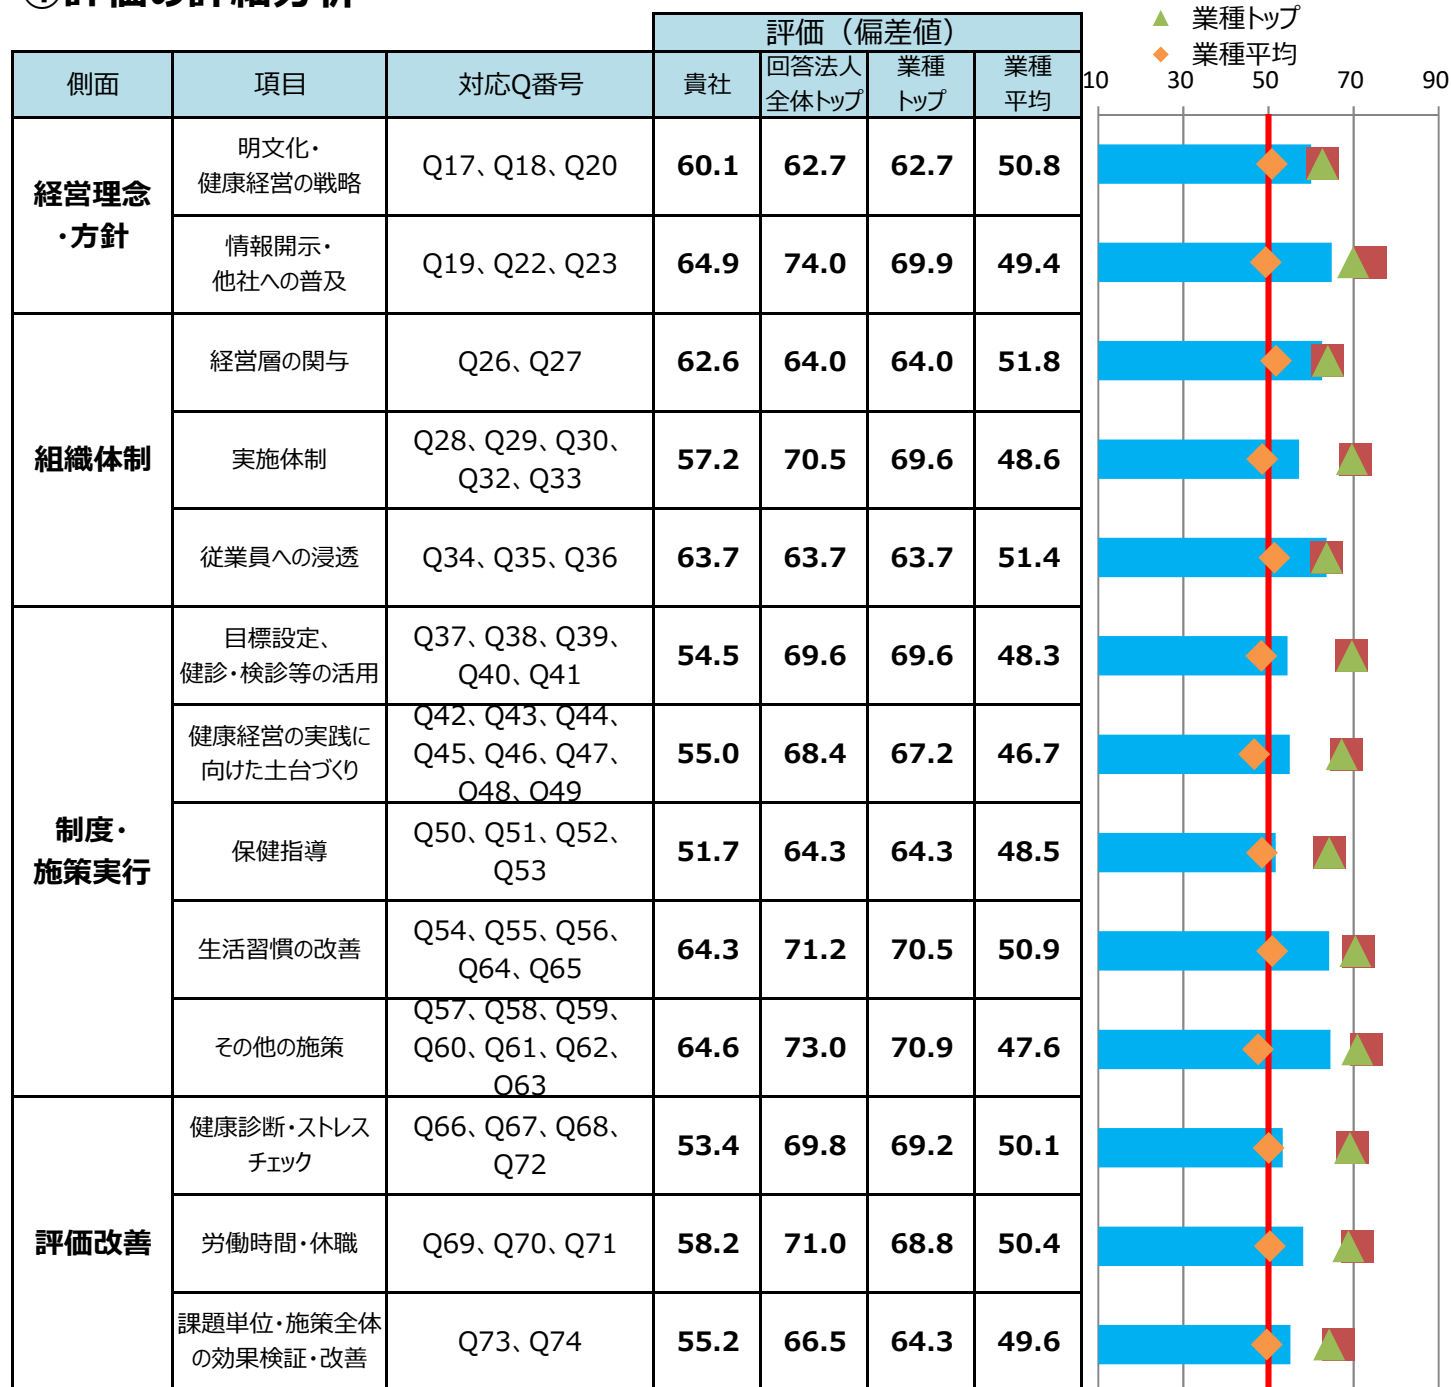 評価（偏差値）
業種トップ
業種平均
側面 項目 対応Q番号 貴社 回答法人 業種 業種
全体トップ トップ 平均
10 30 50 70 90
経営理念
・方針
明文化・
健康経営の戦略
Q17、Q18、Q20 60.1 62.7 62.7 50.8
情報開示・
他社への普及
Q19、Q22、Q23 64.9 74.0 69.9 49.4
組織体制
経営層の関与 Q26、Q27 62.6 64.0 64.0 51.8
実施体制
Q28、Q29、Q30、
Q32、Q33
57.2 70.5 69.6 48.6
従業員への浸透 Q34、Q35、Q36 63.7 63.7 63.7 51.4
制度・
施策実行
目標設定、
健診・検診等の活用
Q37、Q38、Q39、
Q40、Q41
54.5 69.6 69.6 48.3
健康経営の実践に
向けた土台づくり
Q42、Q43、Q44、
Q45、Q46、Q47、
Q48、Q49
55.0 68.4 67.2 46.7
保健指導
Q50、Q51、Q52、
Q53
51.7 64.3 64.3 48.5
生活習慣の改善
Q54、Q55、Q56、
Q64、Q65
64.3 71.2 70.5 50.9
その他の施策
Q57、Q58、Q59、
Q60、Q61、Q62、
Q63
64.6 73.0 70.9 47.6
評価改善
健康診断・ストレス
チェック
Q66、Q67、Q68、
Q72
53.4 69.8 69.2 50.1
労働時間・休職 Q69、Q70、Q71 58.2 71.0 68.8 50.4
課題単位・施策全体
の効果検証・改善
Q73、Q74 55.2 66.5 64.3 49.6